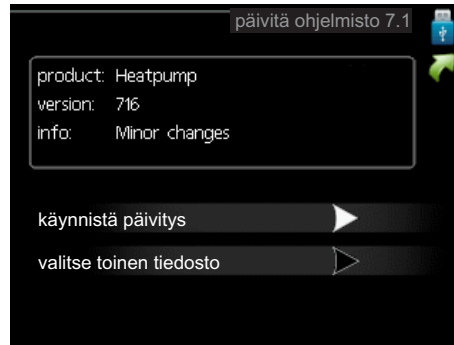 päivitä ohjelmisto 7.1
product: Heatpump
version: 716
info: Minor changes
käynnistä päivitys
valitse toinen tiedosto